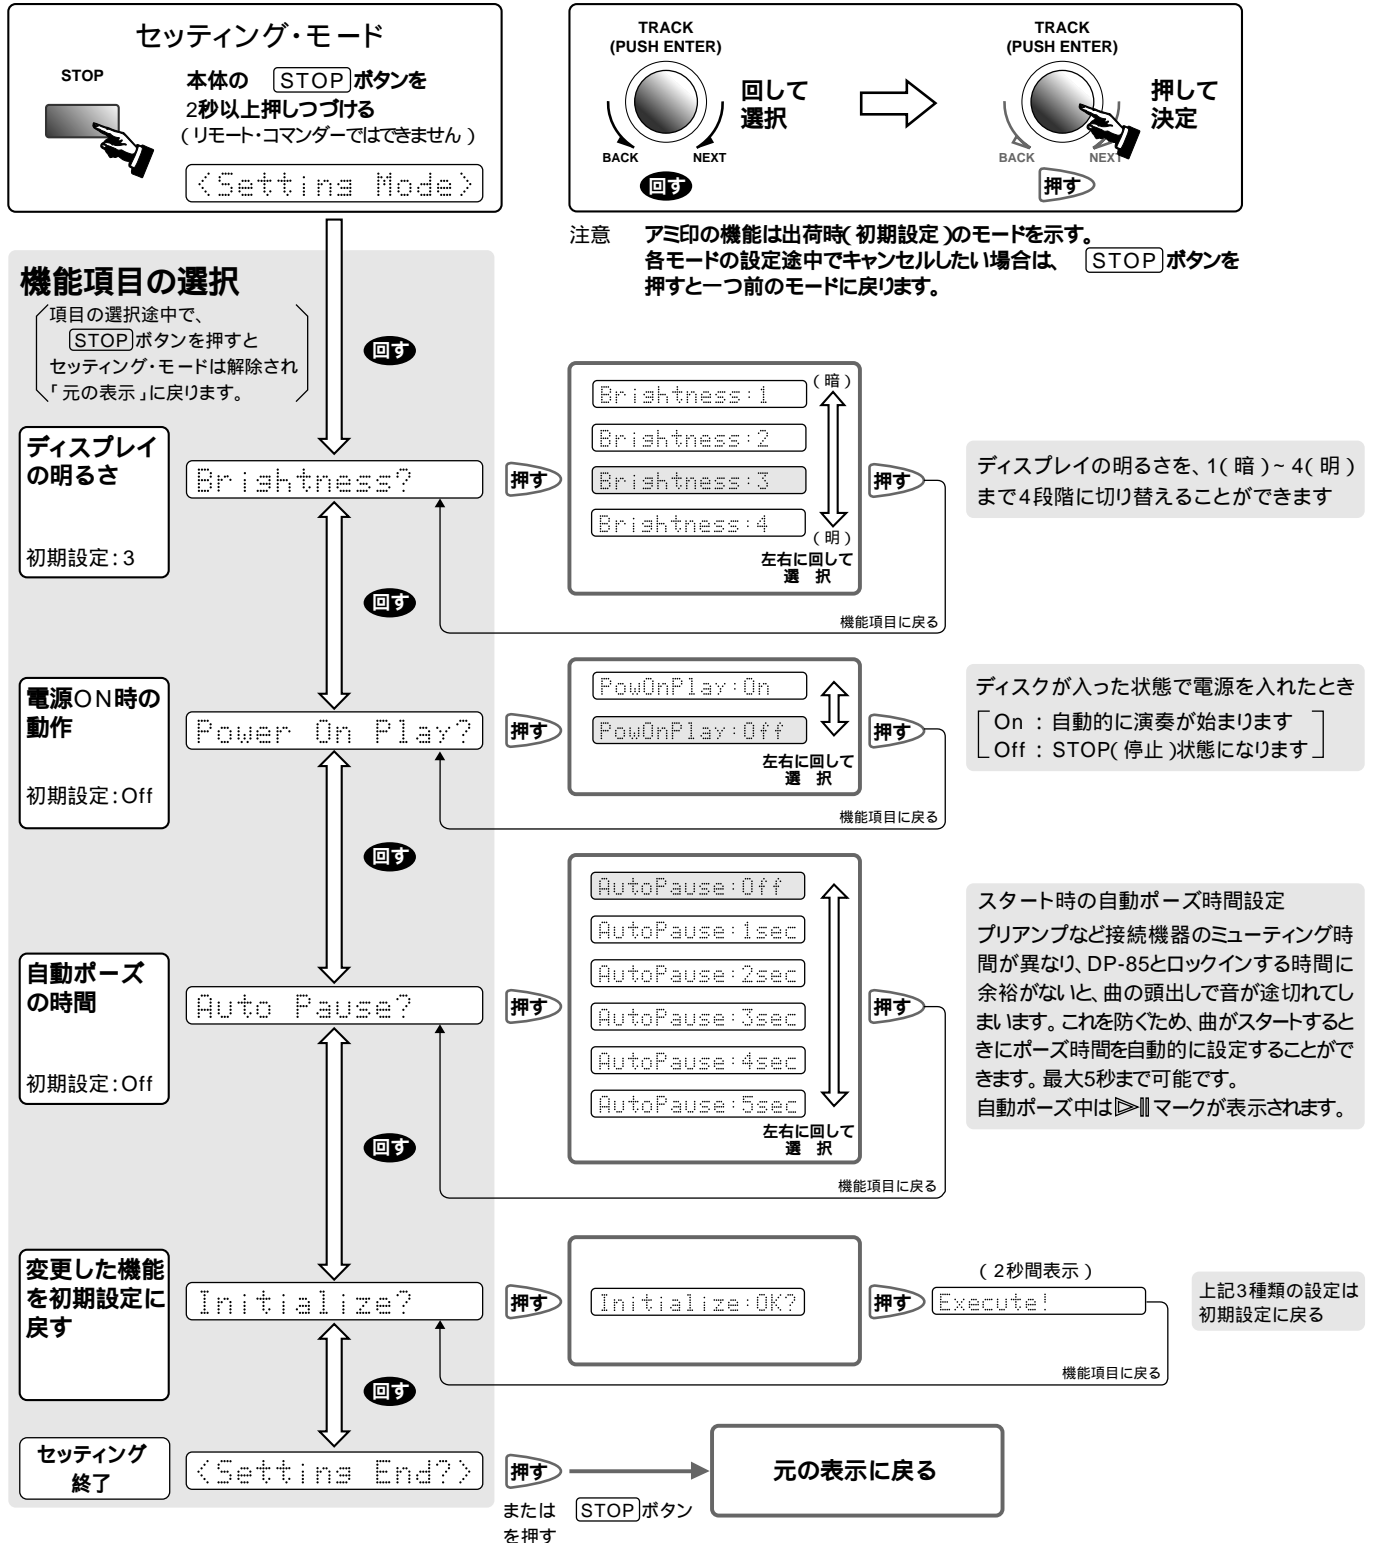 セッティング・モード
STOP
本体の STOP ボタンを
2秒以上押しつづける
(リモート・コマンダーではできません)
<Setting Mode>
TRACK
(PUSH ENTER)
BACK
NEXT
回して
選択
回す
TRACK
(PUSH ENTER)
BACK
NEXT
押して
決定
押す
注意 アミ印の機能は出荷時(初期設定)のモードを示す。
各モードの設定途中でキャンセルしたい場合は、 STOP ボタンを
押すと一つ前のモードに戻ります。
機能項目の選択
項目の選択途中で、
STOP ボタンを押すと
セッティング・モードは解除され
「元の表示」に戻ります。
回す
ディスプレイ
の明るさ
初期設定:3
Brightness?
押す
Brightness:1
Brightness:2
Brightness:3
Brightness:4
(暗)
(明)
左右に回して
選 択
押す
機能項目に戻る
ディスプレイの明るさを、1(暗)~4(明)
まで4段階に切り替えることができます
回す
電源ON時の
動作
初期設定:Off
Power On Play?
押す
PowOnPlay:On
PowOnPlay:Off
左右に回して
選 択
押す
機能項目に戻る
ディスクが入った状態で電源を入れたとき
On : 自動的に演奏が始まります
Off : STOP(停止)状態になります
回す
自動ポーズ
の時間
初期設定:Off
Auto Pause?
押す
AutoPause:Off
AutoPause:1sec
AutoPause:2sec
AutoPause:3sec
AutoPause:4sec
AutoPause:5sec
左右に回して
選 択
押す
機能項目に戻る
スタート時の自動ポーズ時間設定
プリアンプなど接続機器のミューティング時
間が異なり、DP-85とロックインする時間に
余裕がないと、曲の頭出しで音が途切れてし
まいます。これを防ぐため、曲がスタートすると
きにポーズ時間を自動的に設定することがで
きます。最大5秒まで可能です。
自動ポーズ中は▷‖マークが表示されます。
回す
変更した機能
を初期設定に
戻す
Initialize?
押す
Initialize:OK?
押す
(2秒間表示)
Execute!
機能項目に戻る
上記3種類の設定は
初期設定に戻る
回す
セッティング
終了
<Setting End?>
押す
または STOP ボタン
を押す
元の表示に戻る